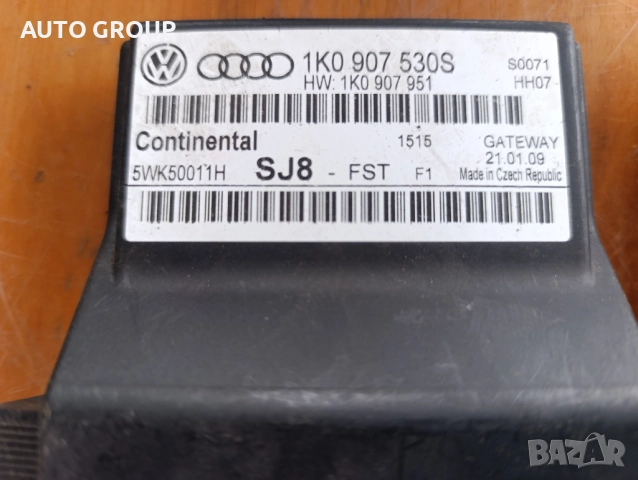 AUTO GROUP
1K0 907 530S S0071
HW: 1K0 907 951 HH07
Continental 1515 GATEWAY
21.01.09
5WK50011H SJ8 - FST F1 Made in Czech Republic
BAZAR